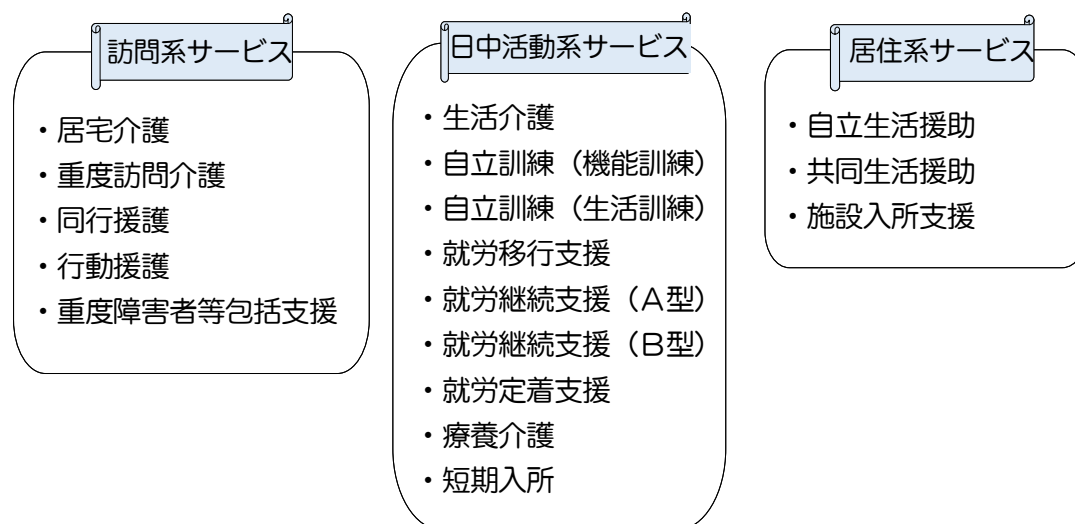 訪問系サービス
・居宅介護
・重度訪問介護
・同行援護
・行動援護
・重度障害者等包括支援
日中活動系サービス
・生活介護
・自立訓練（機能訓練）
・自立訓練（生活訓練）
・就労移行支援
・就労継続支援（Ａ型）
・就労継続支援（Ｂ型）
・就労定着支援
・療養介護
・短期入所
居住系サービス
・自立生活援助
・共同生活援助
・施設入所支援